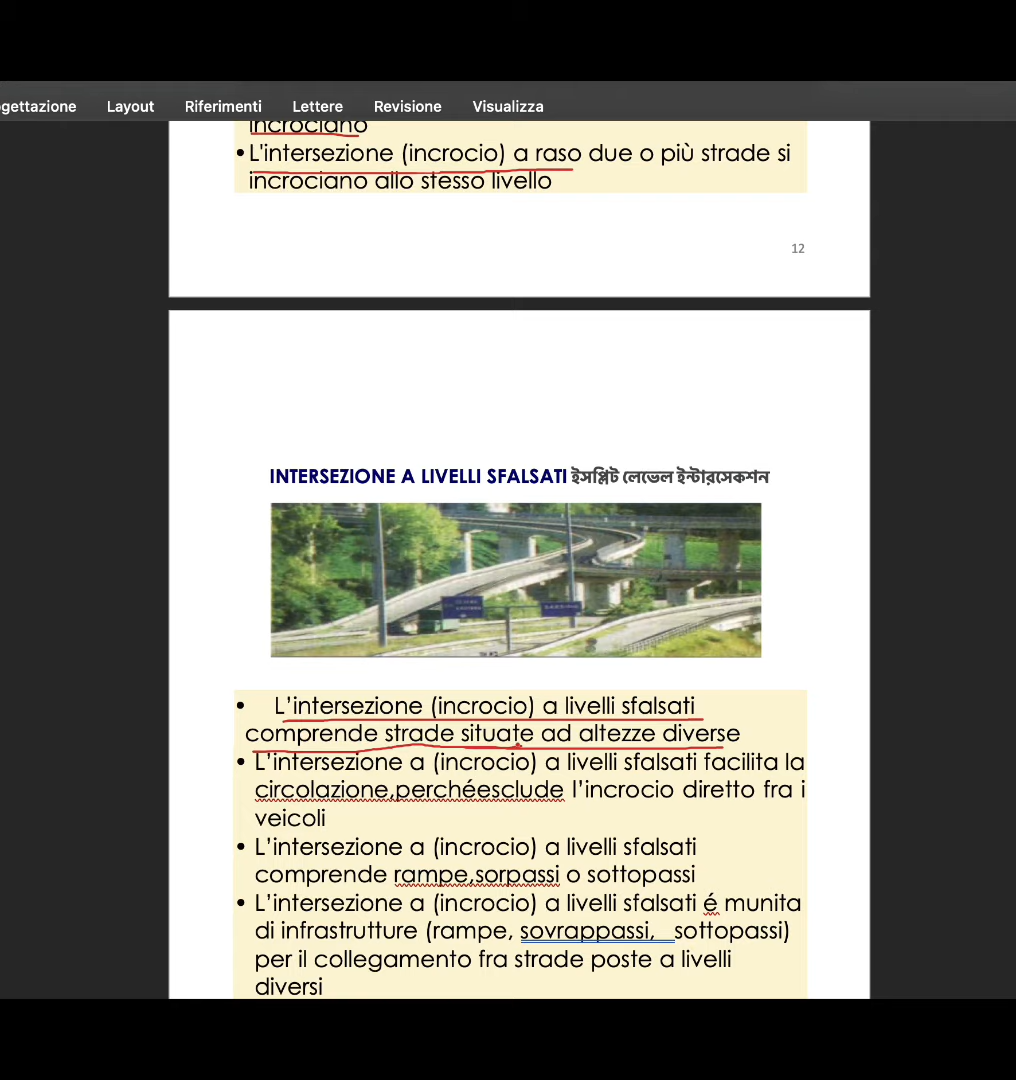 gettazione Layout Riferimenti Lettere Revisione Visualizza
incrociano
•L'intersezione (incrocio) a raso due o più strade si
incrociano allo stesso livello
12
INTERSEZIONE A LIVELLI SFALSATI ইসপ্লিট লেভেল ইন্টারসেকশন
• L’intersezione (incrocio) a livelli sfalsati
comprende strade situate ad altezze diverse
• L’intersezione a (incrocio) a livelli sfalsati facilita la
circolazione,perchéesclude l’incrocio diretto fra i
veicoli
• L’intersezione a (incrocio) a livelli sfalsati
comprende rampe,sorpassi o sottopassi
• L’intersezione a (incrocio) a livelli sfalsati é munita
di infrastrutture (rampe, sovrappassi, sottopassi)
per il collegamento fra strade poste a livelli
diversi